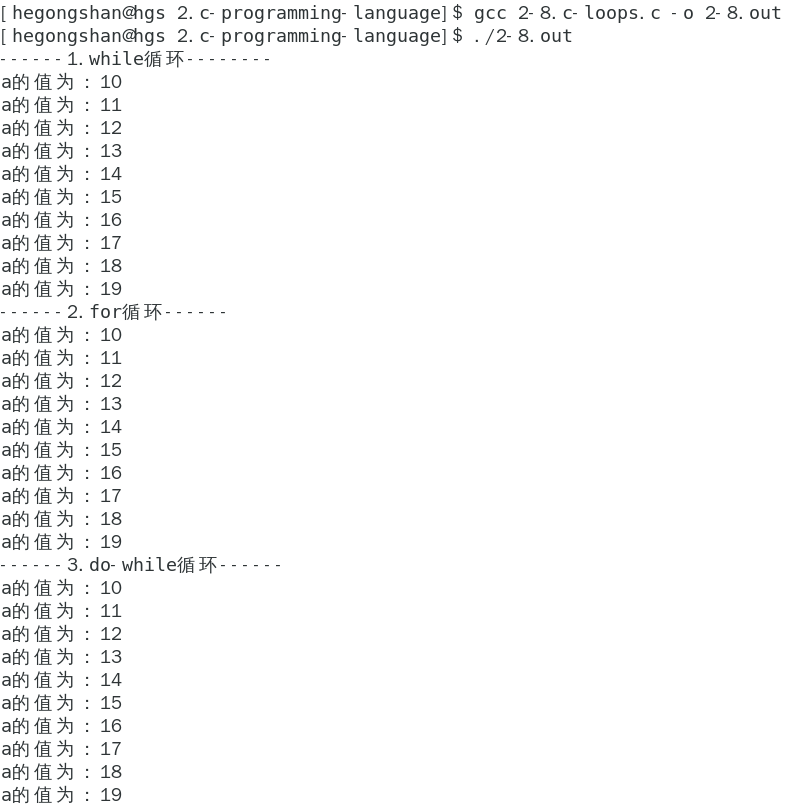 [hegongshan@hgs 2.c-programming-language]$ gcc 2-8.c-loops.c -o 2-8.out
[hegongshan@hgs 2.c-programming-language]$ ./2-8.out
------1.while循环--------
a的值为：10
a的值为：11
a的值为：12
a的值为：13
a的值为：14
a的值为：15
a的值为：16
a的值为：17
a的值为：18
a的值为：19
------2.for循环------
a的值为：10
a的值为：11
a的值为：12
a的值为：13
a的值为：14
a的值为：15
a的值为：16
a的值为：17
a的值为：18
a的值为：19
------3.do-while循环------
a的值为：10
a的值为：11
a的值为：12
a的值为：13
a的值为：14
a的值为：15
a的值为：16
a的值为：17
a的值为：18
a的值为：19